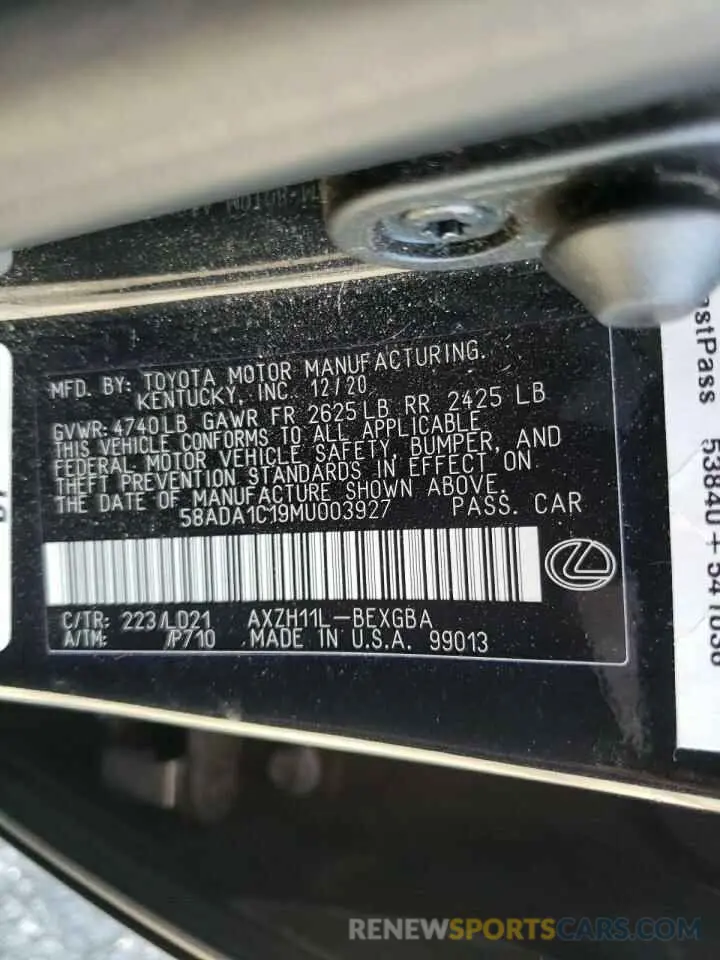 MFD. BY: TOYOTA MOTOR MANUFACTURING.
KENTUCKY, INC. 12/20
GVWR: 4740LB GAWR FR 2625LB RR 2425 LB
THIS VEHICLE CONFORMS TO ALL APPLICABLE
FEDERAL MOTOR VEHICLE SAFETY, BUMPER, AND
THEFT PREVENTION STANDARDS IN EFFECT ON
THE DATE OF MANUFACTURE SHOWN ABOVE.
58ADA1C19MU003927 PASS. CAR
C/TR: 223/LD21 AXZH11L-BEXGBA
A/TM: /P710 MADE IN U.S.A. 99013
53840+
RENEWSPORTSCARS.COM